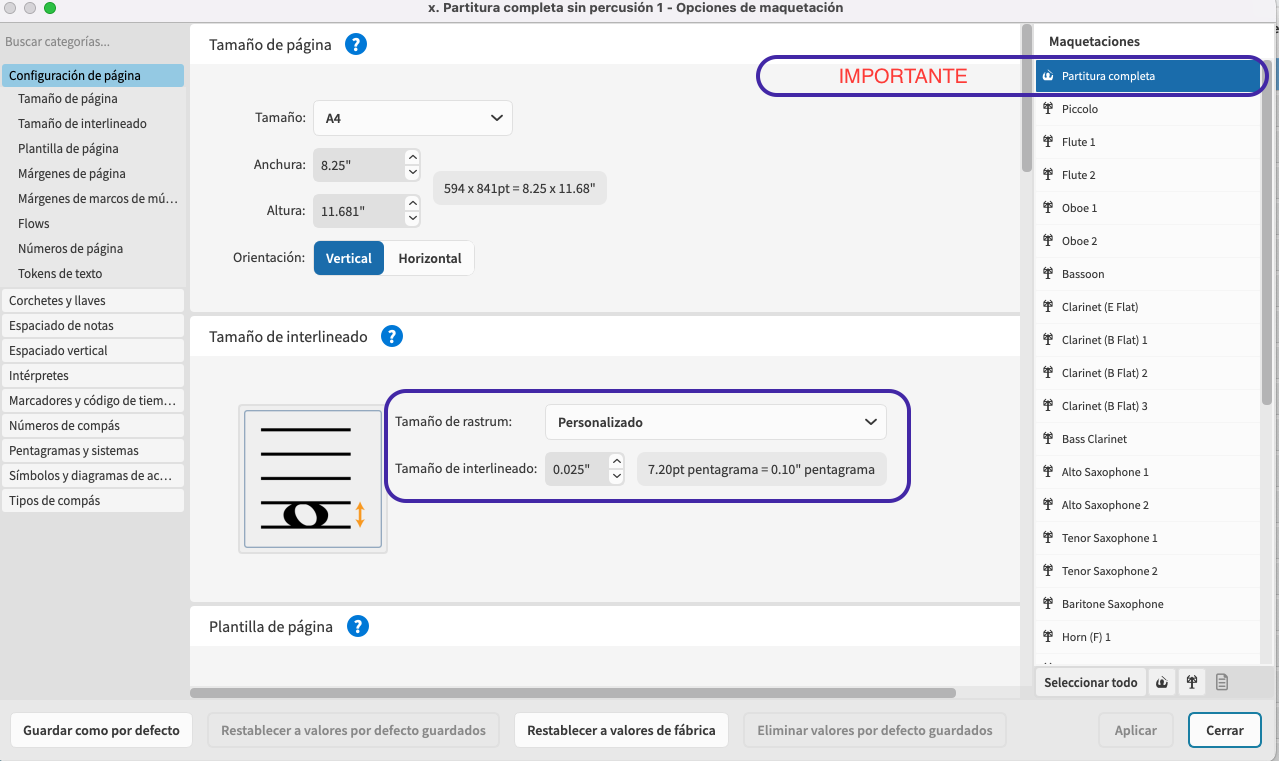 x. Partitura completa sin percusión 1 - Opciones de maquetación
Buscar categorías...
Configuración de página
Tamaño de página
Tamaño de interlineado
Plantilla de página
Márgenes de página
Márgenes de marcos de mú...
Flows
Números de página
Tokens de texto
Corchetes y llaves
Espaciado de notas
Espaciado vertical
Intérpretes
Marcadores y código de tiem...
Números de compás
Pentagramas y sistemas
Símbolos y diagramas de ac...
Tipos de compás
Tamaño de página ?
IMPORTANTE
Tamaño: A4
Anchura: 8.25"
594 x 841pt = 8.25 x 11.68"
Altura: 11.681"
Orientación: Vertical Horizontal
Tamaño de interlineado ?
Tamaño de rastrum: Personalizado
Tamaño de interlineado: 0.025" 7.20pt pentagrama = 0.10" pentagrama
Plantilla de página ?
Maquetaciones
Partitura completa
Piccolo
Flute 1
Flute 2
Oboe 1
Oboe 2
Bassoon
Clarinet (E Flat)
Clarinet (B Flat) 1
Clarinet (B Flat) 2
Clarinet (B Flat) 3
Bass Clarinet
Alto Saxophone 1
Alto Saxophone 2
Tenor Saxophone 1
Tenor Saxophone 2
Baritone Saxophone
Horn (F) 1
Seleccionar todo
Guardar como por defecto
Restablecer a valores por defecto guardados
Restablecer a valores de fábrica
Eliminar valores por defecto guardados
Aplicar
Cerrar